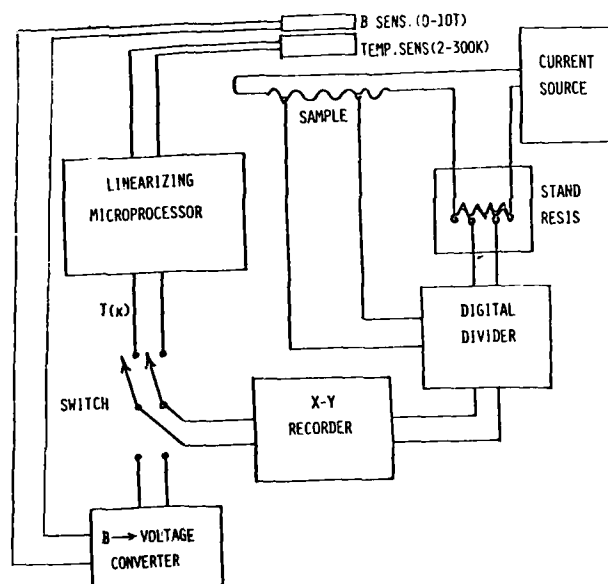 B SENS.(0-10T)
TEMP.SENS(2-300K)
CURRENT
SOURCE
SAMPLE
LINEARIZING
MICROPROCESSOR
STAND
RESIS
T(K)
DIGITAL
DIVIDER
SWITCH
X-Y
RECORDER
B→VOLTAGE
CONVERTER